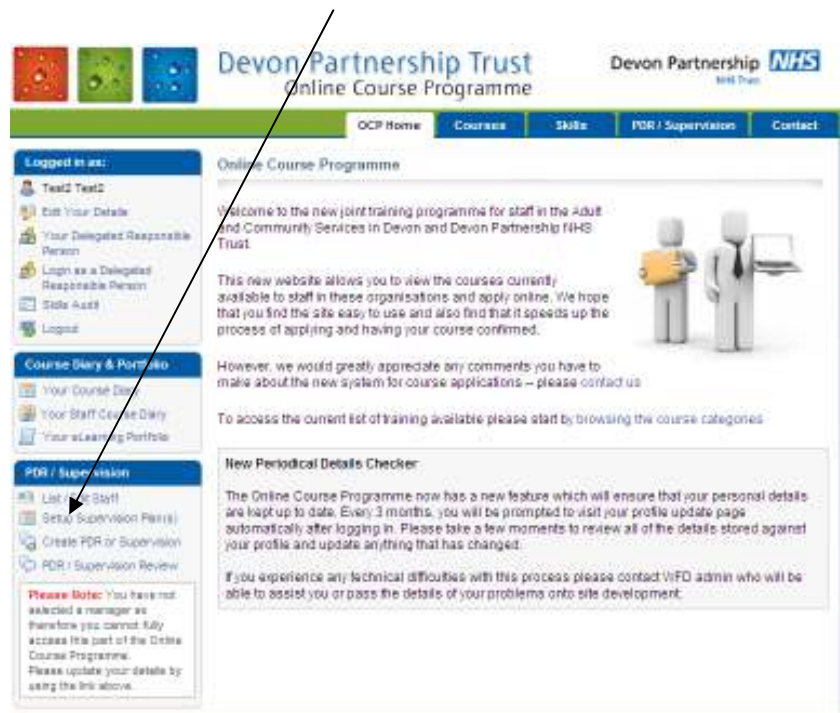 Devon Partnership Trust
Online Course Programme
Devon Partnership NHS
NHS Trust
OCP Home
Courses
Skills
PDR / Supervision
Contact
Logged in as:
Test2 Test2
Edit Your Details
Your Delegated Responsible
Person
Login as a Delegated
Responsible Person
Skills Audit
Logout
Course Diary & Portfolio
Your Course Diary
Your Staff Course Diary
Your eLearning Portfolio
PDR / Supervision
List / Edit Staff
Setup Supervision Plan(s)
Create PDR or Supervision
PDR / Supervision Review
Please Note: You have not
selected a manager so
therefore you cannot fully
access this part of the Online
Course Programme.
Please update your details by
using the link above.
Online Course Programme
Welcome to the new joint training programme for staff in the Adult
and Community Services in Devon and Devon Partnership NHS
Trust.
This new website allows you to view the courses currently
available to staff in these organisations and apply online. We hope
that you find the site easy to use and also find that it speeds up the
process of applying and having your course confirmed.
However, we would greatly appreciate any comments you have to
make about the new system for course applications – please contact us
To access the current list of training available please start by browsing the course categories
New Periodical Details Checker
The Online Course Programme now has a new feature which will ensure that your personal details
are kept up to date. Every 3 months, you will be prompted to visit your profile update page
automatically after logging in. Please take a few moments to review all of the details stored against
your profile and update anything that has changed.
If you experience any technical difficulties with this process please contact WFD admin who will be
able to assist you or pass the details of your problems onto site development.